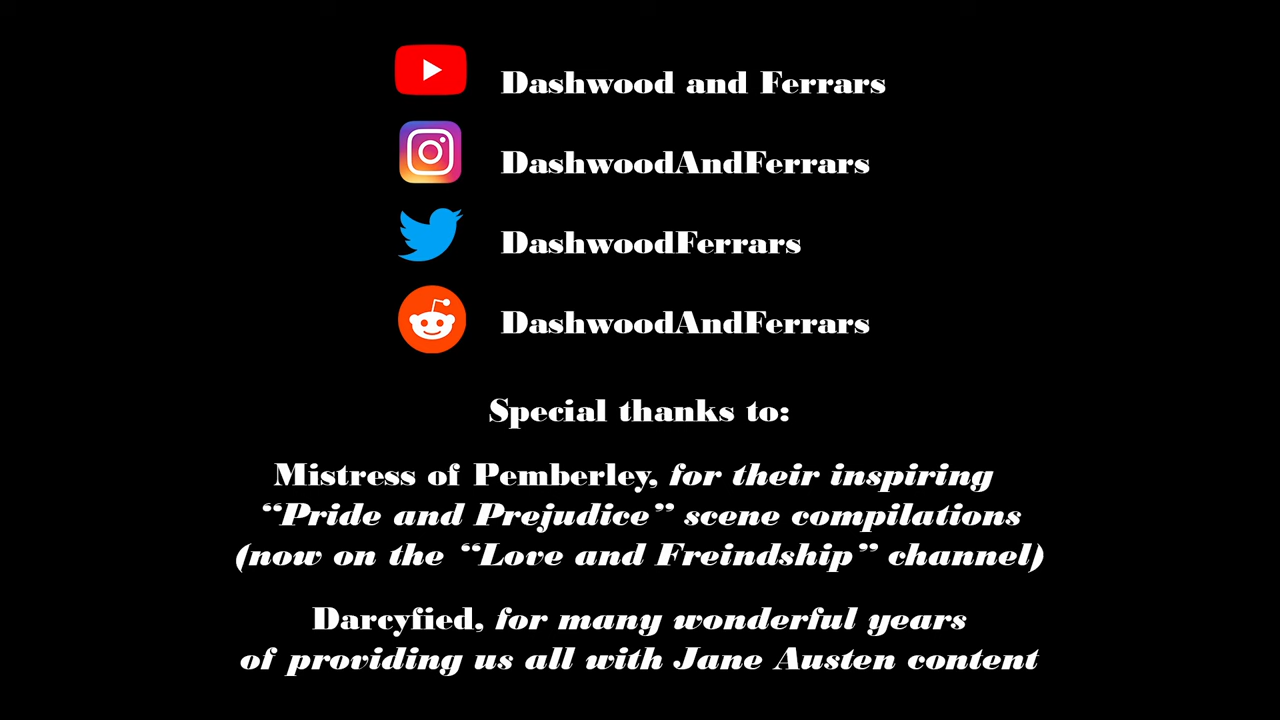 Dashwood and Ferrars
DashwoodAndFerrars
DashwoodFerrars
DashwoodAndFerrars
Special thanks to:
Mistress of Pemberley, for their inspiring
“Pride and Prejudice” scene compilations
(now on the “Love and Freindship” channel)
Darcyfied, for many wonderful years
of providing us all with Jane Austen content